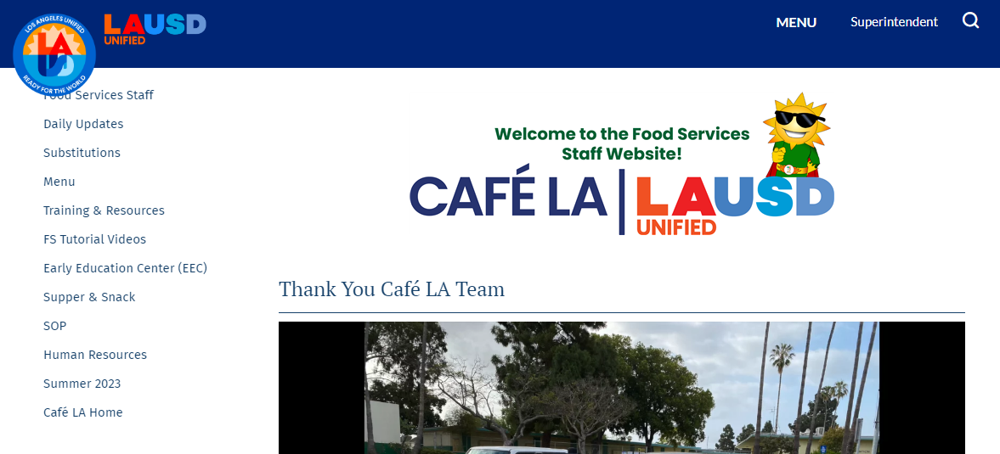 LOS ANGELES UNIFIED
LA
USD
READY FOR THE WORLD
LAUSD
UNIFIED
MENU
Superintendent
Food Services Staff
Daily Updates
Substitutions
Menu
Training & Resources
FS Tutorial Videos
Early Education Center (EEC)
Supper & Snack
SOP
Human Resources
Summer 2023
Café LA Home
Welcome to the Food Services
Staff Website!
CAFÉ LA | LAUSD
UNIFIED
Thank You Café LA Team